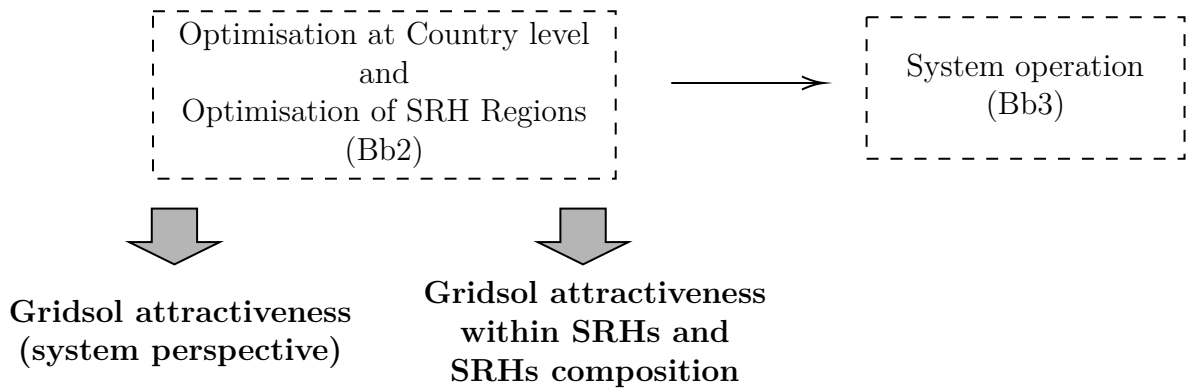 Optimisation at Country level
and
Optimisation of SRH Regions
(Bb2)
System operation
(Bb3)
Gridsol attractiveness
(system perspective)
Gridsol attractiveness
within SRHs and
SRHs composition